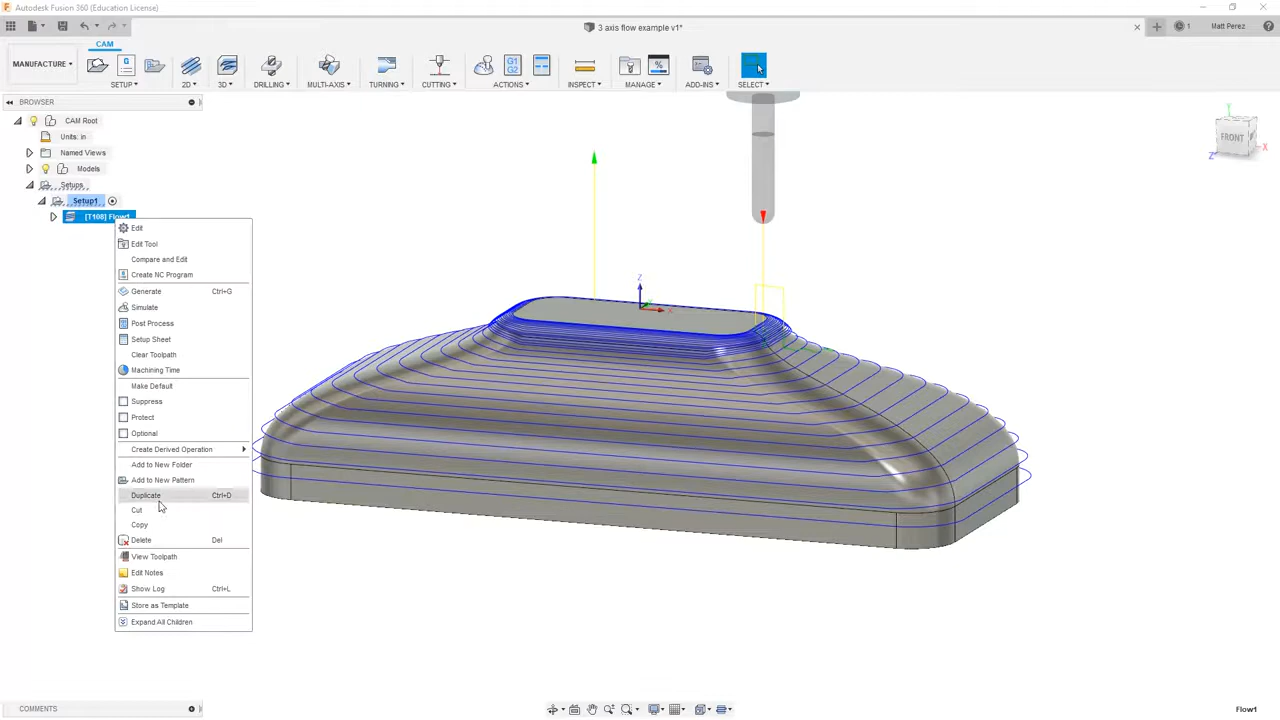 Autodesk Fusion 360 (Education License)
3 axis flow example v1*
1
Matt Perez
CAM
MANUFACTURE
SETUP
2D
3D
DRILLING
MULTI-AXIS
TURNING
CUTTING
G1
G2
ACTIONS
INSPECT
MANAGE
ADD-INS
SELECT
BROWSER
CAM Root
Units: in
Named Views
Models
Setups
Setup1
[T108] Flow1
Edit
Edit Tool
Compare and Edit
Create NC Program
Generate Ctrl+G
Simulate
Post Process
Setup Sheet
Clear Toolpath
Machining Time
Make Default
Suppress
Protect
Optional
Create Derived Operation
Add to New Folder
Add to New Pattern
Duplicate Ctrl+D
Cut
Copy
Delete Del
View Toolpath
Edit Notes
Show Log Ctrl+L
Store as Template
Expand All Children
Z
X
Y
FRONT
X
Z
COMMENTS
Flow1